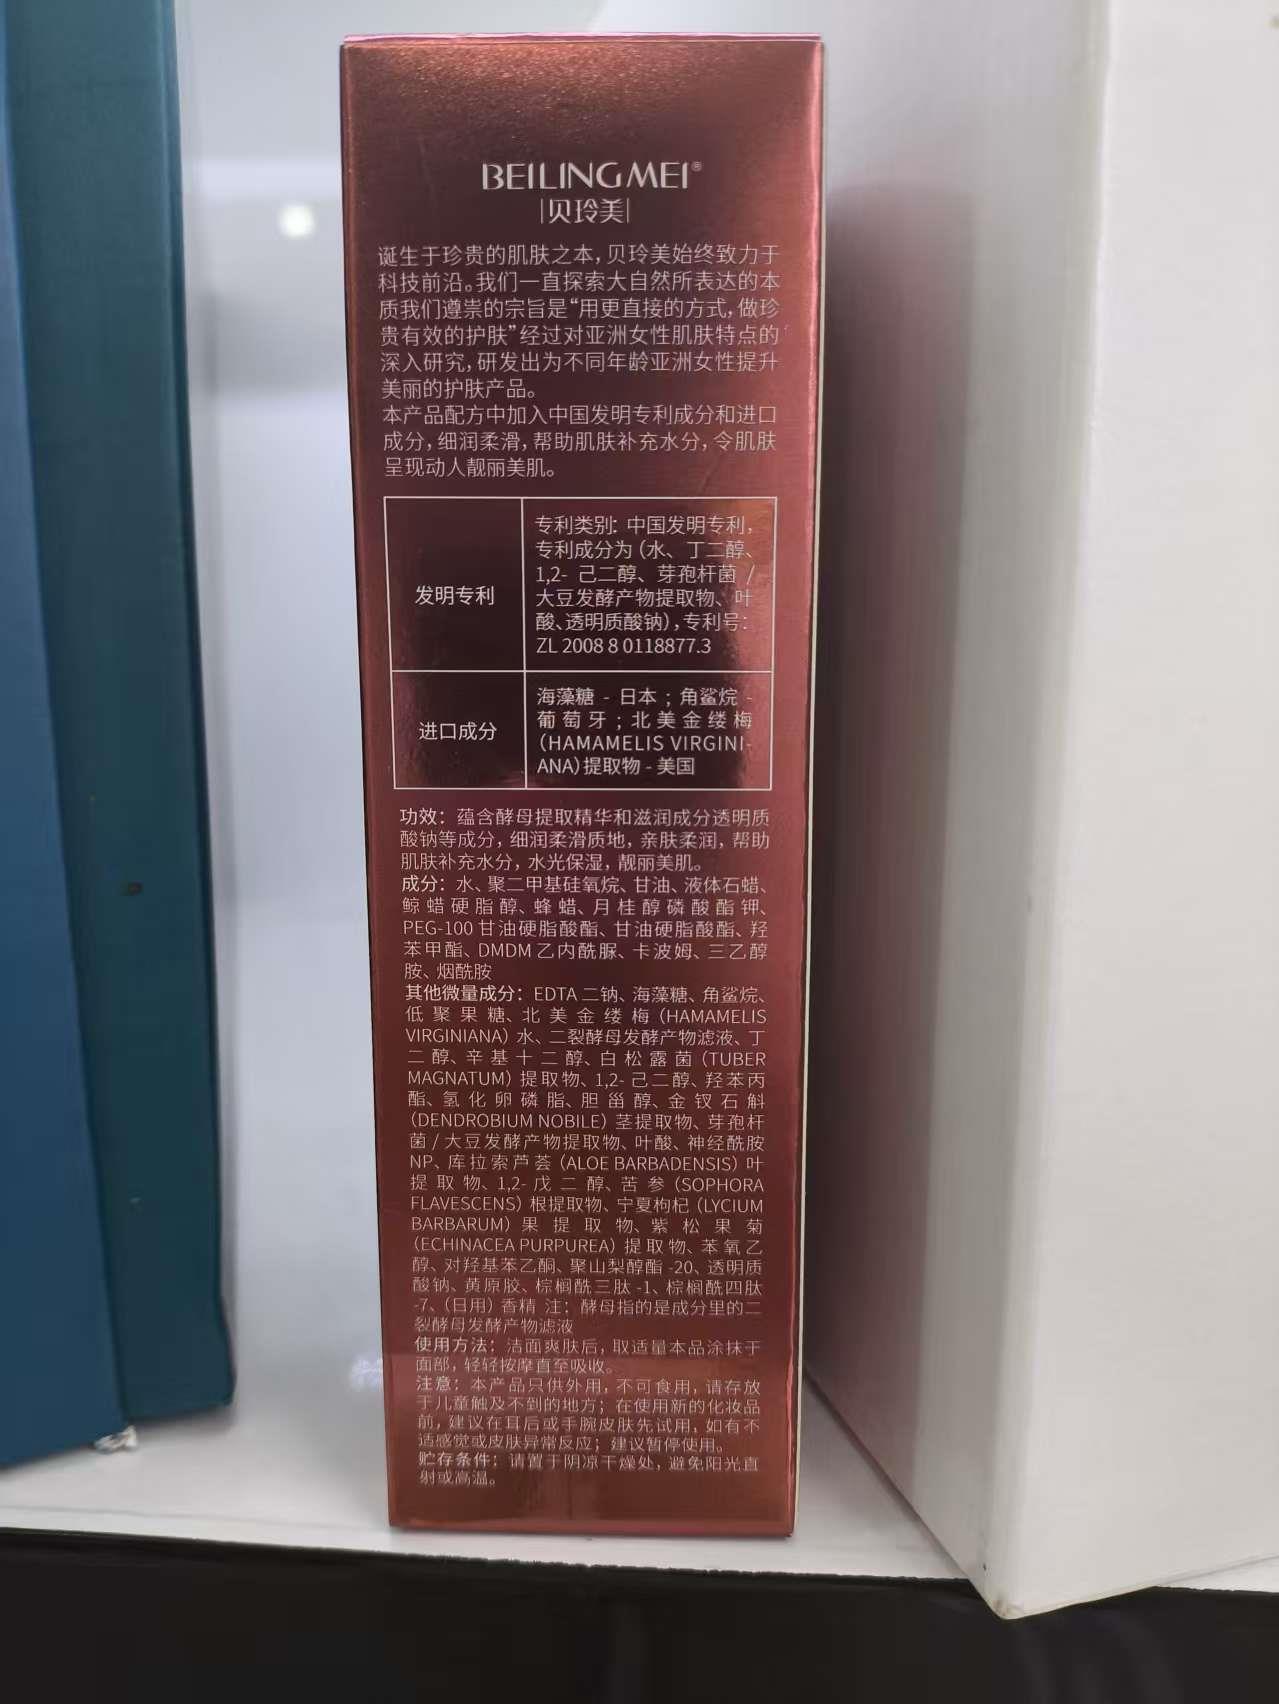 BEILINGMEI®
|贝玲美|
诞生于珍贵的肌肤之本，贝玲美始终致力于
科技前沿。我们一直探索大自然所表达的本
质我们遵祟的宗旨是“用更直接的方式，做珍
贵有效的护肤”经过对亚洲女性肌肤特点的
深入研究，研发出为不同年龄亚洲女性提升
美丽的护肤产品。
本产品配方中加入中国发明专利成分和进口
成分，细润柔滑，帮助肌肤补充水分，令肌肤
呈现动人靓丽美肌。
发明专利
专利类别：中国发明专利，
专利成分为（水、丁二醇、
1,2- 己二醇、芽孢杆菌 /
大豆发酵产物提取物、叶
酸、透明质酸钠），专利号：
ZL 2008 8 0118877.3
进口成分
海藻糖 - 日本；角鲨烷 -
葡萄牙；北美金缕梅
（HAMAMELIS VIRGINI-
ANA）提取物 - 美国
功效：蕴含酵母提取精华和滋润成分透明质
酸钠等成分，细润柔滑质地，亲肤柔润，帮助
肌肤补充水分，水光保湿，靓丽美肌。
成分：水、聚二甲基硅氧烷、甘油、液体石蜡、
鲸蜡硬脂醇、蜂蜡、月桂醇磷酸酯钾、
PEG-100 甘油硬脂酸酯、甘油硬脂酸酯、羟
苯甲酯、DMDM 乙内酰脲、卡波姆、三乙醇
胺、烟酰胺
其他微量成分：EDTA 二钠、海藻糖、角鲨烷、
低聚果糖、北美金缕梅（HAMAMELIS
VIRGINIANA）水、二裂酵母发酵产物滤液、丁
二醇、辛基十二醇、白松露菌（TUBER
MAGNATUM）提取物、1,2- 己二醇、羟苯丙
酯、氢化卵磷脂、胆甾醇、金钗石斛
（DENDROBIUM NOBILE）茎提取物、芽孢杆
菌 / 大豆发酵产物提取物、叶酸、神经酰胺
NP、库拉索芦荟（ALOE BARBADENSIS）叶
提取物、1,2- 戊二醇、苦参（SOPHORA
FLAVESCENS）根提取物、宁夏枸杞（LYCIUM
BARBARUM）果提取物、紫松果菊
（ECHINACEA PURPUREA）提取物、苯氧乙
醇、对羟基苯乙酮、聚山梨醇酯 -20、透明质
酸钠、黄原胶、棕榈酰三肽 -1、棕榈酰四肽
-7、（日用）香精 注：酵母指的是成分里的二
裂酵母发酵产物滤液
使用方法：洁面爽肤后，取适量本品涂抹于
面部，轻轻按摩直至吸收。
注意：本产品只供外用，不可食用，请存放
于儿童触及不到的地方；在使用新的化妆品
前，建议在耳后或手腕皮肤先试用，如有不
适感觉或皮肤异常反应；建议暂停使用。
贮存条件：请置于阴凉干燥处，避免阳光直
射或高温。